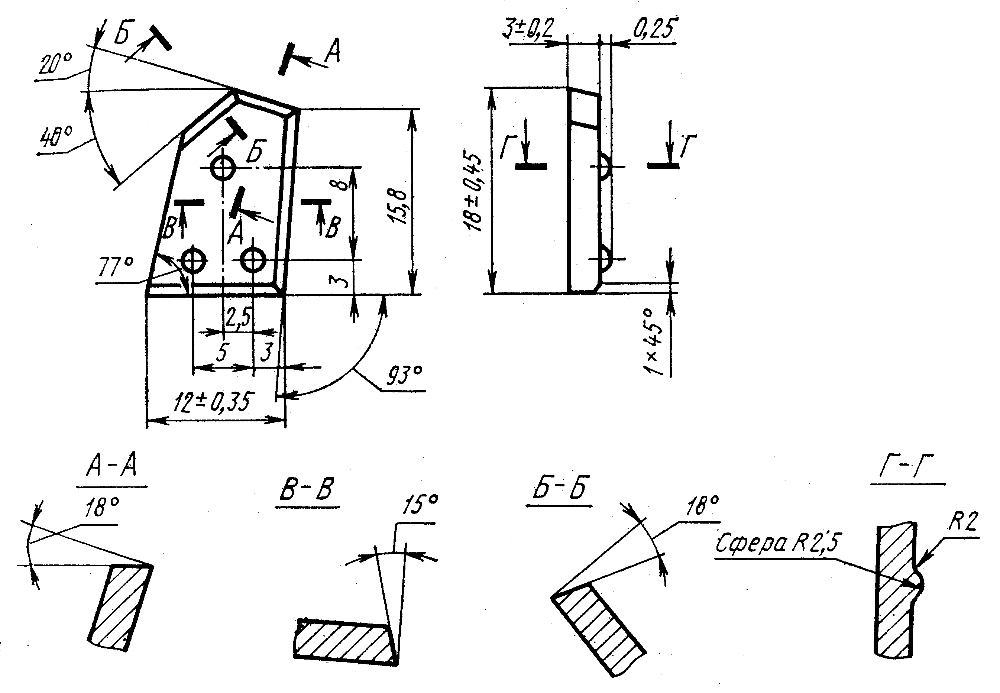 Б
А
3±0,2
0,25
20°
40°
Б
Г
Г
8
15,8
18±0,45
В
А
В
77°
3
2,5
5
3
1×45°
93°
12±0,35
А-А
18°
В-В
15°
Б-Б
18°
Г-Г
R2
Сфера R2,5